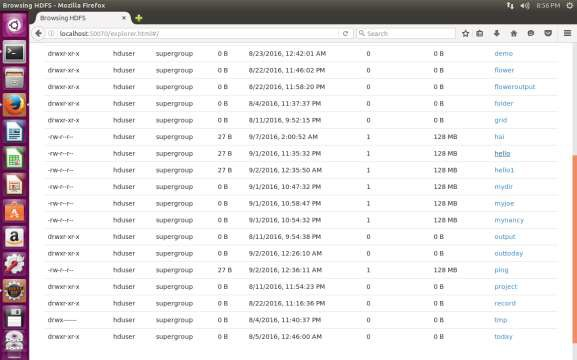 Browsing HDFS - Mozilla Firefox 8:56 PM
Browsing HDFS
localhost:50070/explorer.html#/ Search
drwxr-xr-x hduser supergroup 0 B 8/23/2016, 12:42:01 AM 0 0 B demo
drwxr-xr-x hduser supergroup 0 B 8/22/2016, 11:46:02 PM 0 0 B flower
drwxr-xr-x hduser supergroup 0 B 8/22/2016, 11:58:20 PM 0 0 B floweroutput
drwxr-xr-x hduser supergroup 0 B 8/4/2016, 11:37:37 PM 0 0 B folder
drwxr-xr-x hduser supergroup 0 B 8/11/2016, 9:52:15 PM 0 0 B grid
-rw-r--r-- hduser supergroup 27 B 9/7/2016, 2:00:52 AM 1 128 MB hai
-rw-r--r-- hduser supergroup 27 B 9/1/2016, 11:35:32 PM 1 128 MB hello
-rw-r--r-- hduser supergroup 27 B 9/2/2016, 12:35:50 AM 1 128 MB hello1
-rw-r--r-- hduser supergroup 0 B 9/1/2016, 10:47:32 PM 1 128 MB mydir
-rw-r--r-- hduser supergroup 0 B 9/1/2016, 10:58:47 PM 1 128 MB myjoe
-rw-r--r-- hduser supergroup 0 B 9/1/2016, 10:54:32 PM 1 128 MB mynancy
drwxr-xr-x hduser supergroup 0 B 8/11/2016, 9:54:38 PM 0 0 B output
drwxr-xr-x hduser supergroup 0 B 9/2/2016, 12:26:10 AM 0 0 B outtoday
-rw-r--r-- hduser supergroup 27 B 9/2/2016, 12:36:11 AM 1 128 MB ping
drwxr-xr-x hduser supergroup 0 B 8/11/2016, 11:54:23 PM 0 0 B project
drwxr-xr-x hduser supergroup 0 B 8/22/2016, 11:16:36 PM 0 0 B record
drwx------ hduser supergroup 0 B 8/4/2016, 11:40:37 PM 0 0 B tmp
drwxr-xr-x hduser supergroup 0 B 8/5/2016, 12:46:00 AM 0 0 B today